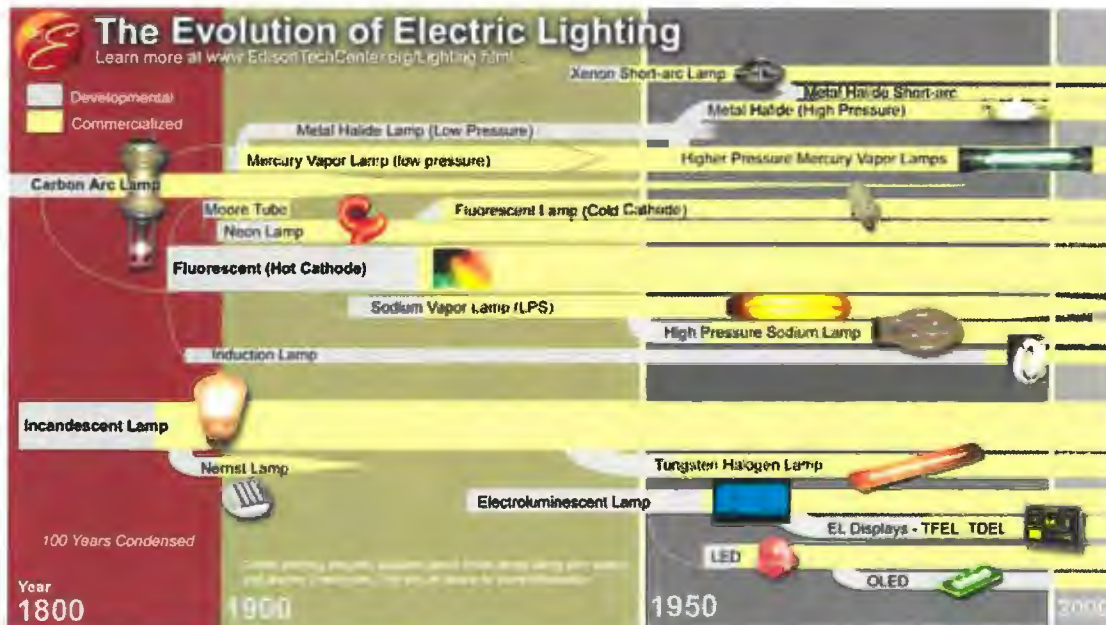 The Evolution of Electric Lighting
Learn more at www.EdisonTechCenter.org/Lighting.html
Developmental
Commercialized
Xenon Short-arc Lamp
Metal Halide Short-arc
Metal Halide (High Pressure)
Metal Halide Lamp (Low Pressure)
Mercury Vapor Lamp (low pressure)
Higher Pressure Mercury Vapor Lamps
Carbon Arc Lamp
Moore Tube
Fluorescent Lamp (Cold Cathode)
Neon Lamp
Fluorescent (Hot Cathode)
Sodium Vapor Lamp (LPS)
High Pressure Sodium Lamp
Induction Lamp
Incandescent Lamp
Nernst Lamp
Tungsten Halogen Lamp
Electroluminescent Lamp
EL Displays - TFEL TDEL
100 Years Condensed
LED
OLED
Year
1800
1900
1950
2000